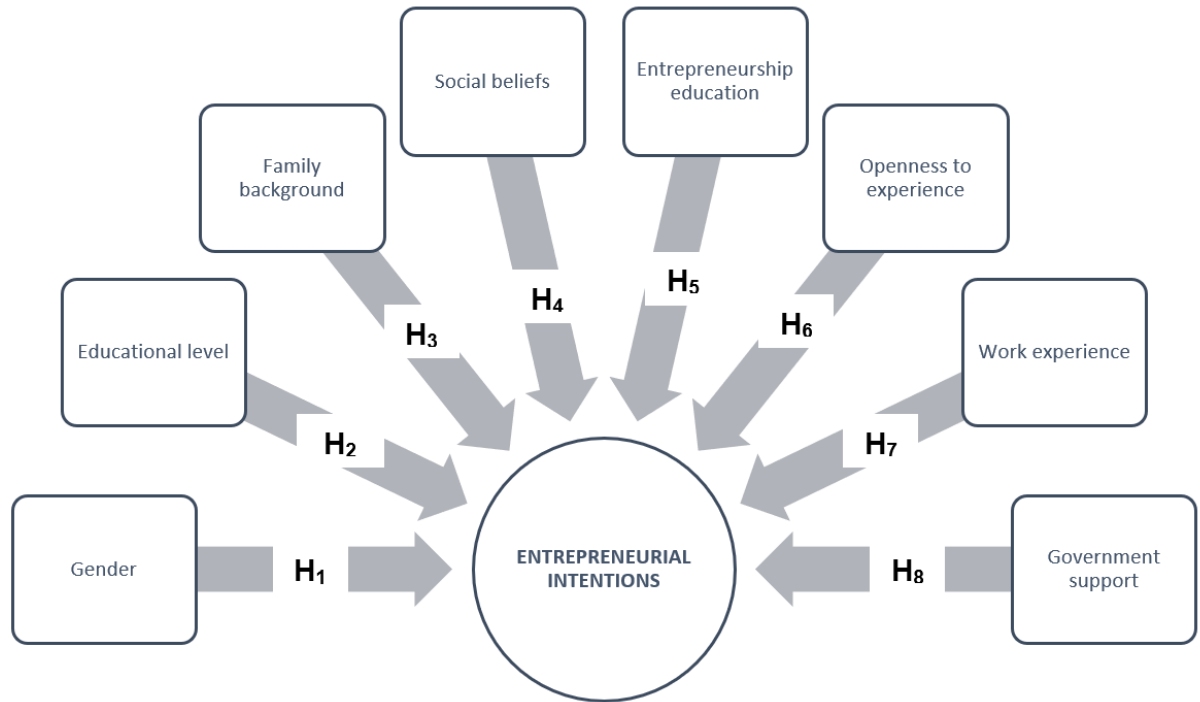 Social beliefs
Entrepreneurship
education
Family
background
Openness to
experience
H₅
H₄
H₆
H₃
Educational level
Work experience
H₂
H₇
Gender
H₁
ENTREPRENEURIAL
INTENTIONS
H₈
Government
support